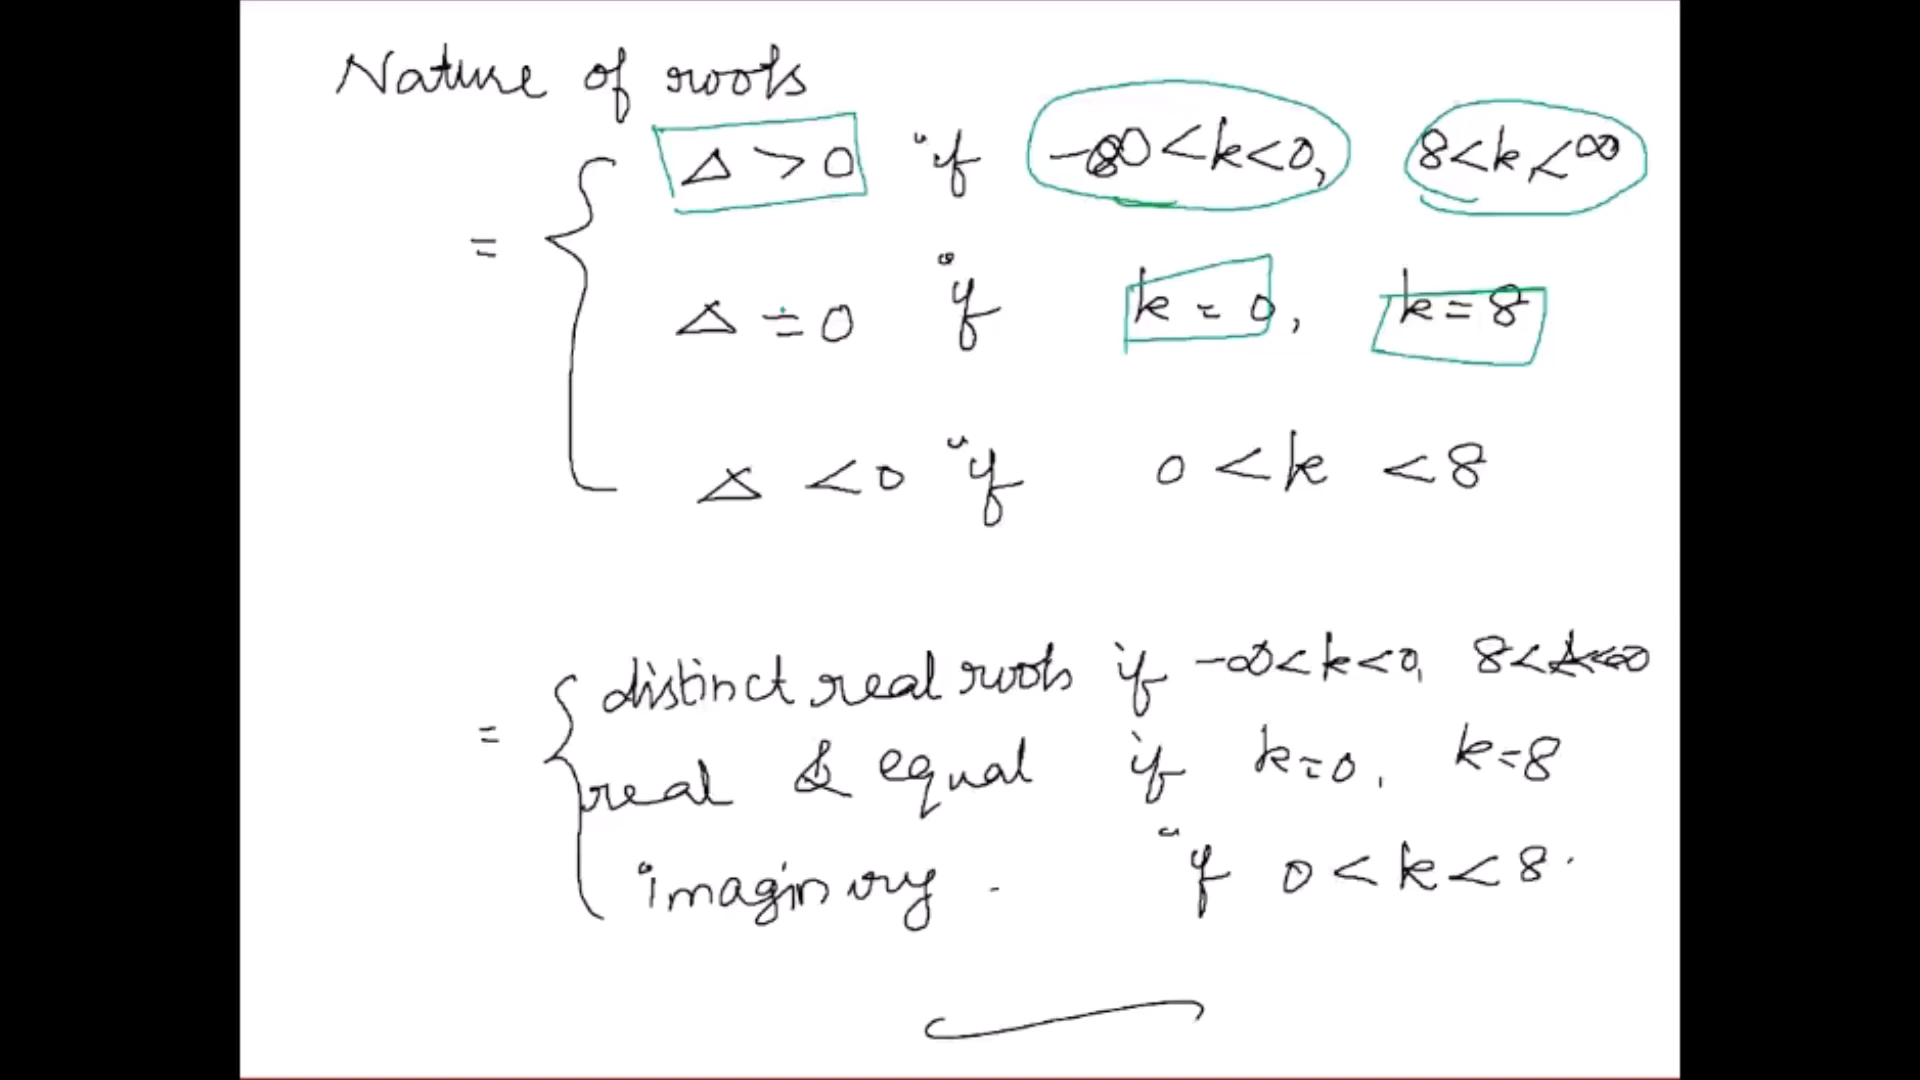 Nature of roots
Δ > 0 if -∞ < k < 0, 8 < k < ∞
=
Δ = 0 if k = 0, k = 8
Δ < 0 if 0 < k < 8
distinct real roots if -∞ < k < 0, 8 < k < ∞
=
real & equal if k = 0, k = 8
imaginary. if 0 < k < 8.